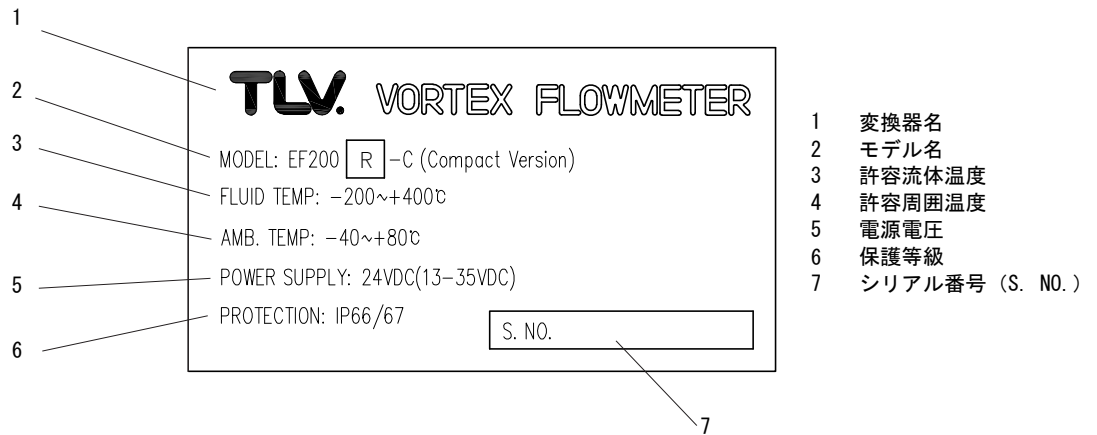 1
2
3
4
5
6
7
TLV. VORTEX FLOWMETER
MODEL: EF200 R -C (Compact Version)
FLUID TEMP: -200~+400℃
AMB. TEMP: -40~+80℃
POWER SUPPLY: 24VDC(13-35VDC)
PROTECTION: IP66/67
S. NO.
1 変換器名
2 モデル名
3 許容流体温度
4 許容周囲温度
5 電源電圧
6 保護等級
7 シリアル番号 (S. NO.)